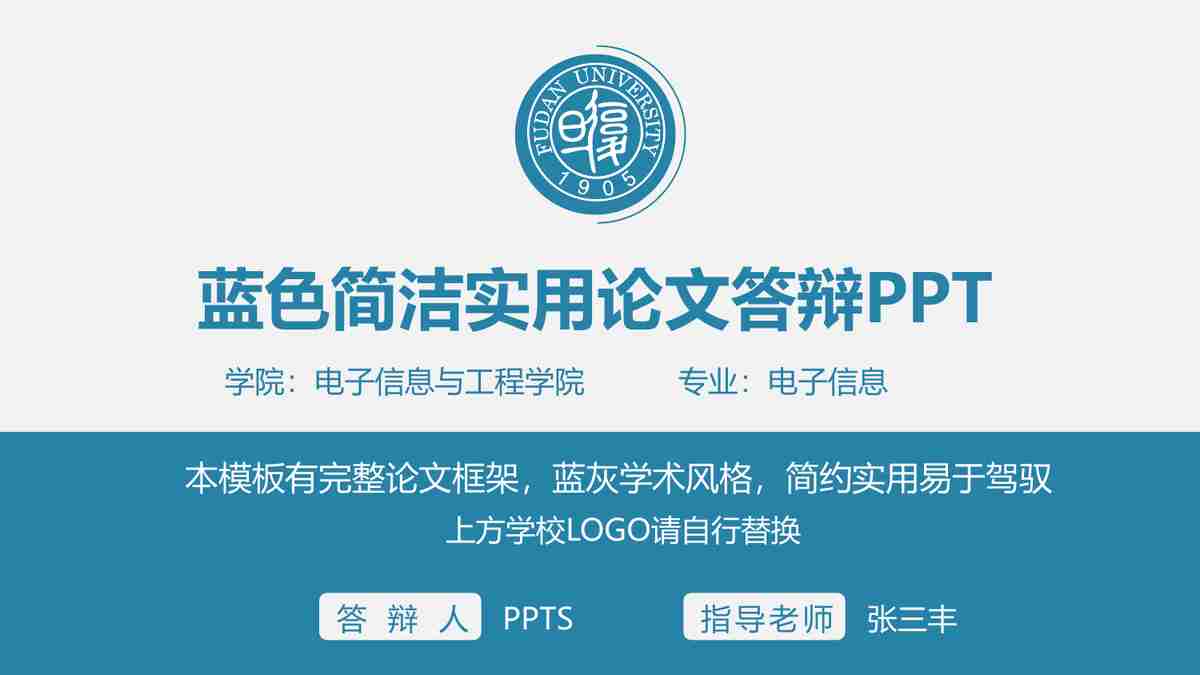 FUDAN UNIVERSITY
1905
蓝色简洁实用论文答辩PPT
学院：电子信息与工程学院 专业：电子信息
本模板有完整论文框架，蓝灰学术风格，简约实用易于驾驭
上方学校LOGO请自行替换
答辩人 PPTS 指导老师 张三丰